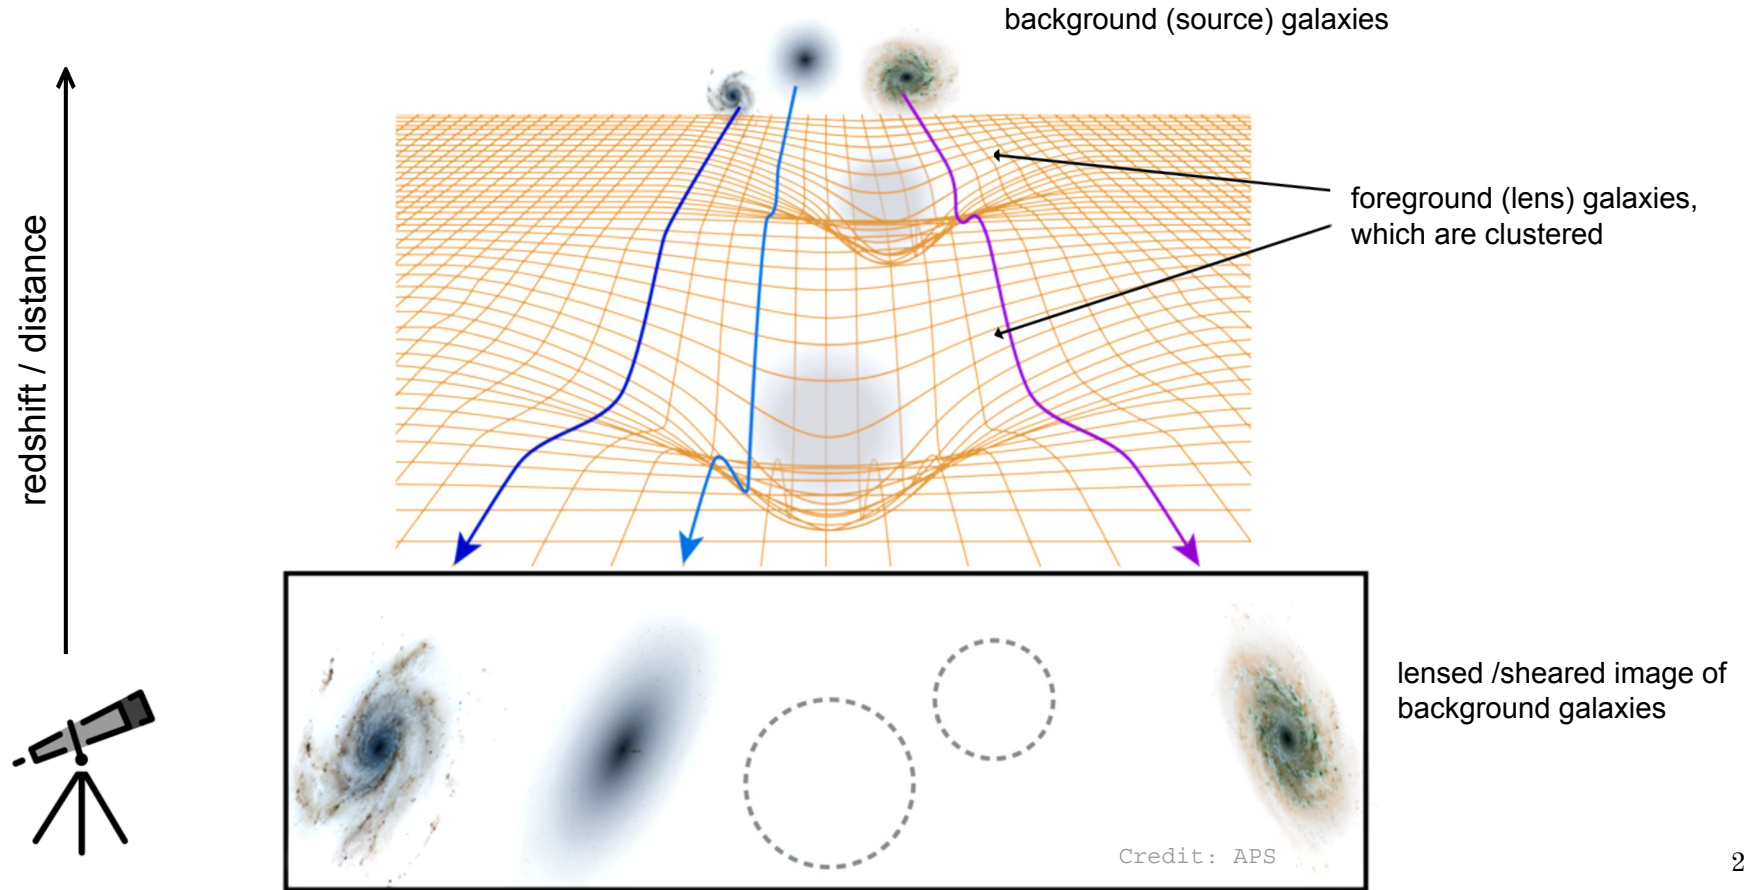 background (source) galaxies
redshift / distance
foreground (lens) galaxies,
which are clustered
lensed /sheared image of
background galaxies
Credit: APS
2